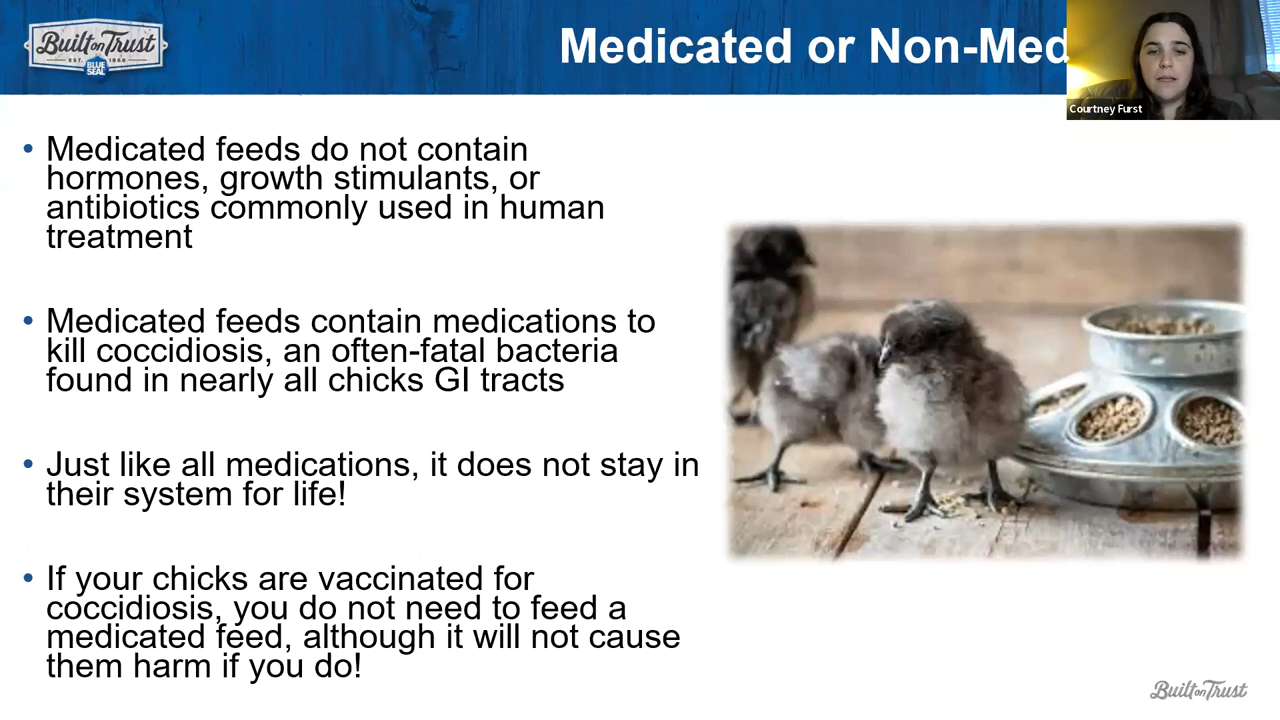 Built on Trust
EST. 1868
BLUE
SEAL
Medicated or Non-Med
Courtney Furst
• Medicated feeds do not contain
hormones, growth stimulants, or
antibiotics commonly used in human
treatment
• Medicated feeds contain medications to
kill coccidiosis, an often-fatal bacteria
found in nearly all chicks GI tracts
• Just like all medications, it does not stay in
their system for life!
• If your chicks are vaccinated for
coccidiosis, you do not need to feed a
medicated feed, although it will not cause
them harm if you do!
Built on Trust